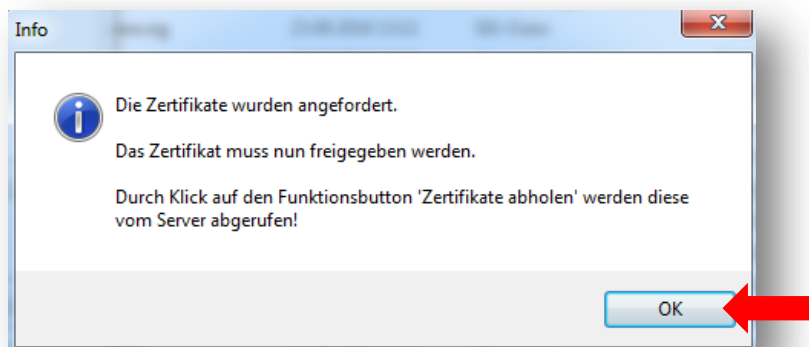 Info
Die Zertifikate wurden angefordert.
Das Zertifikat muss nun freigegeben werden.
Durch Klick auf den Funktionsbutton 'Zertifikate abholen' werden diese
vom Server abgerufen!
OK